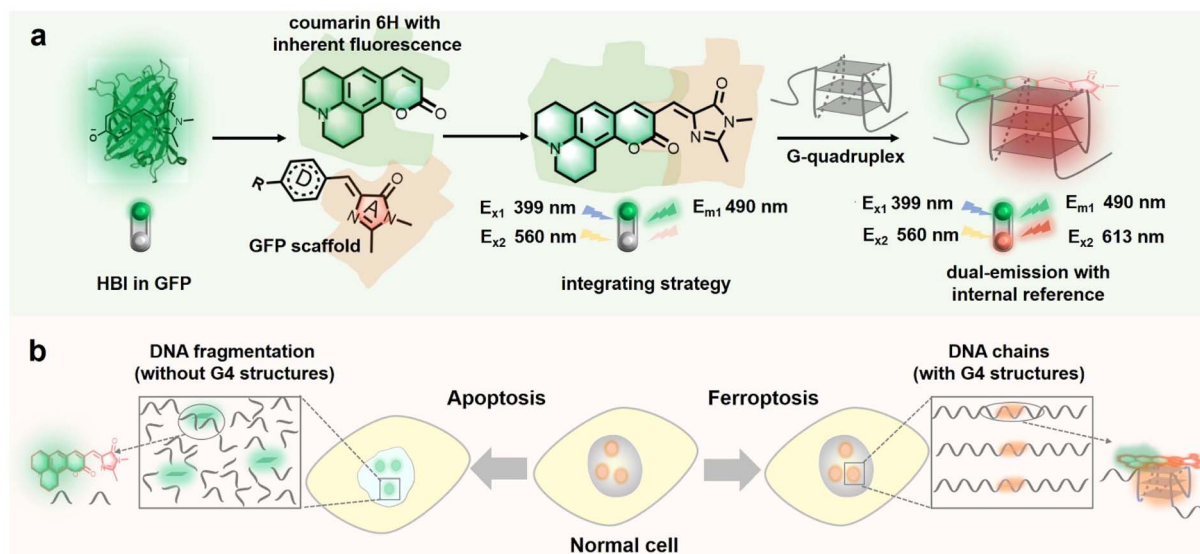 a
coumarin 6H with
inherent fluorescence
N
O
O
N
O
O
N
N
O
O
N
N
O
R
D
A
O
N
N
GFP scaffold
G-quadruplex
HBI in GFP
Ex1 399 nm
Em1 490 nm
Ex2 560 nm
integrating strategy
Ex1 399 nm
Em1 490 nm
Ex2 560 nm
Ex2 613 nm
dual-emission with
internal reference
b
DNA fragmentation
(without G4 structures)
Apoptosis
Ferroptosis
DNA chains
(with G4 structures)
Normal cell